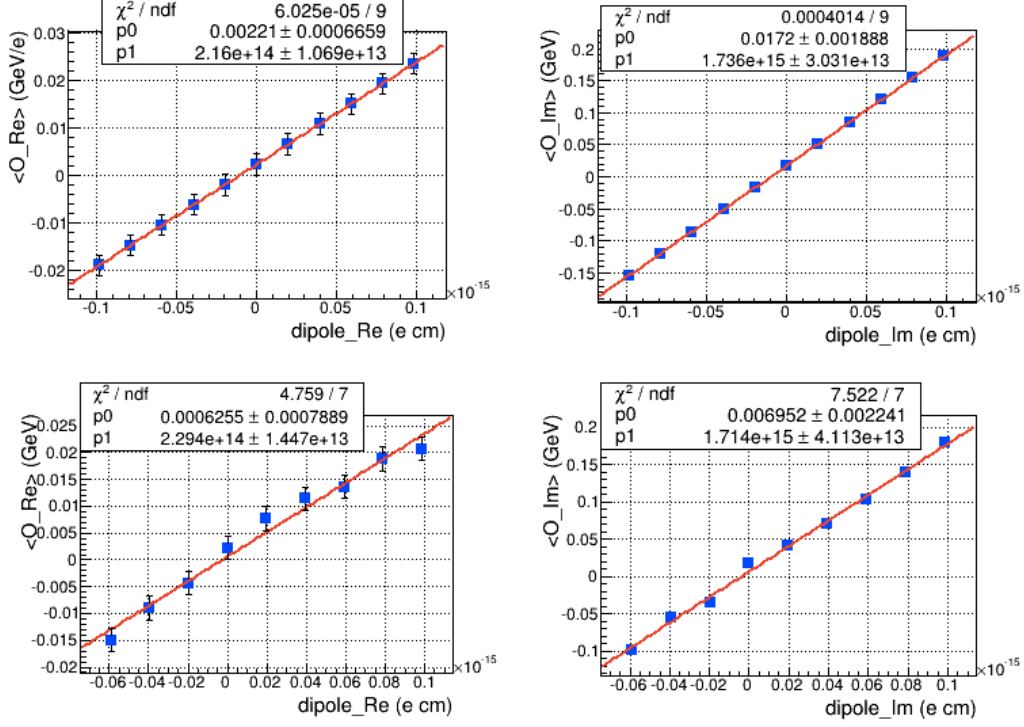 χ² / ndf 6.025e-05 / 9
p0 0.00221 ± 0.0006659
p1 2.16e+14 ± 1.069e+13
<O_Re> (GeV/e)
0.03
0.02
0.01
0
-0.01
-0.02
-0.1 -0.05 0 0.05 0.1
×10⁻¹⁵
dipole_Re (e cm)
χ² / ndf 0.0004014 / 9
p0 0.0172 ± 0.001888
p1 1.736e+15 ± 3.031e+13
<O_Im> (GeV)
0.2
0.15
0.1
0.05
0
-0.05
-0.1
-0.15
-0.1 -0.05 0 0.05 0.1
×10⁻¹⁵
dipole_Im (e cm)
χ² / ndf 4.759 / 7
p0 0.0006255 ± 0.0007889
p1 2.294e+14 ± 1.447e+13
<O_Re> (GeV)
0.025
0.02
0.015
0.01
0.005
0
-0.005
-0.01
-0.015
-0.02
-0.06 -0.04 -0.02 0 0.02 0.04 0.06 0.08 0.1
×10⁻¹⁵
dipole_Re (e cm)
χ² / ndf 7.522 / 7
p0 0.006952 ± 0.002241
p1 1.714e+15 ± 4.113e+13
<O_Im> (GeV)
0.2
0.15
0.1
0.05
0
-0.05
-0.1
-0.06 -0.04 -0.02 0 0.02 0.04 0.06 0.08 0.1
×10⁻¹⁵
dipole_Im (e cm)